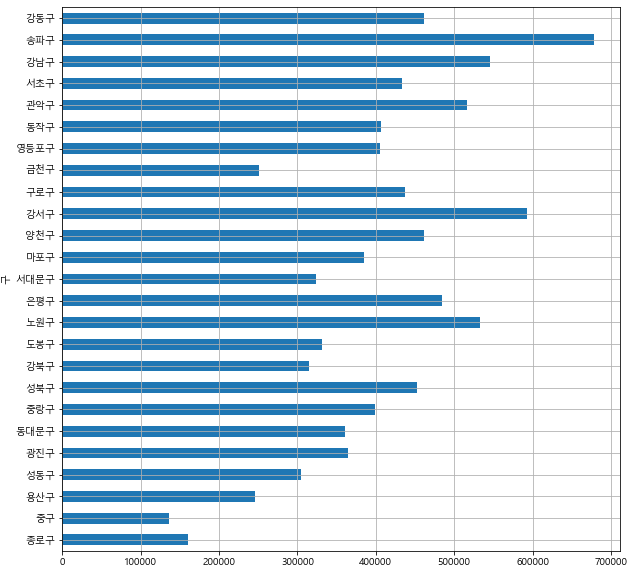 강동구
송파구
강남구
서초구
관악구
동작구
영등포구
금천구
구로구
강서구
양천구
마포구
구
서대문구
은평구
노원구
도봉구
강북구
성북구
중랑구
동대문구
광진구
성동구
용산구
중구
종로구
0 100000 200000 300000 400000 500000 600000 700000